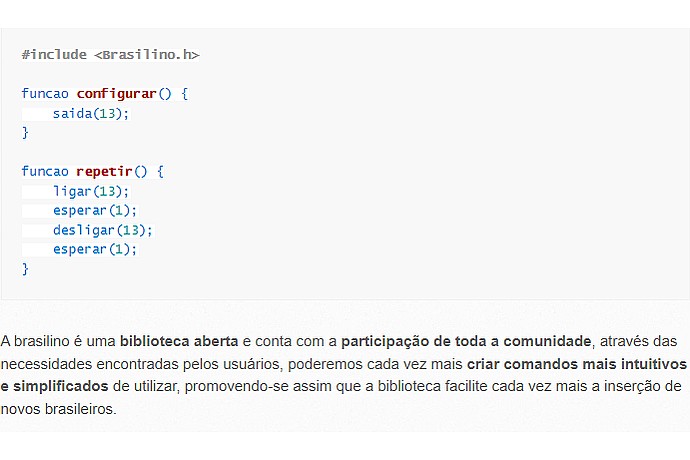 #include <Brasilino.h>
funcao configurar() {
saida(13);
}
funcao repetir() {
ligar(13);
esperar(1);
desligar(13);
esperar(1);
}
A brasilino é uma biblioteca aberta e conta com a participação de toda a comunidade, através das
necessidades encontradas pelos usuários, poderemos cada vez mais criar comandos mais intuitivos
e simplificados de utilizar, promovendo-se assim que a biblioteca facilite cada vez mais a inserção de
novos brasileiros.